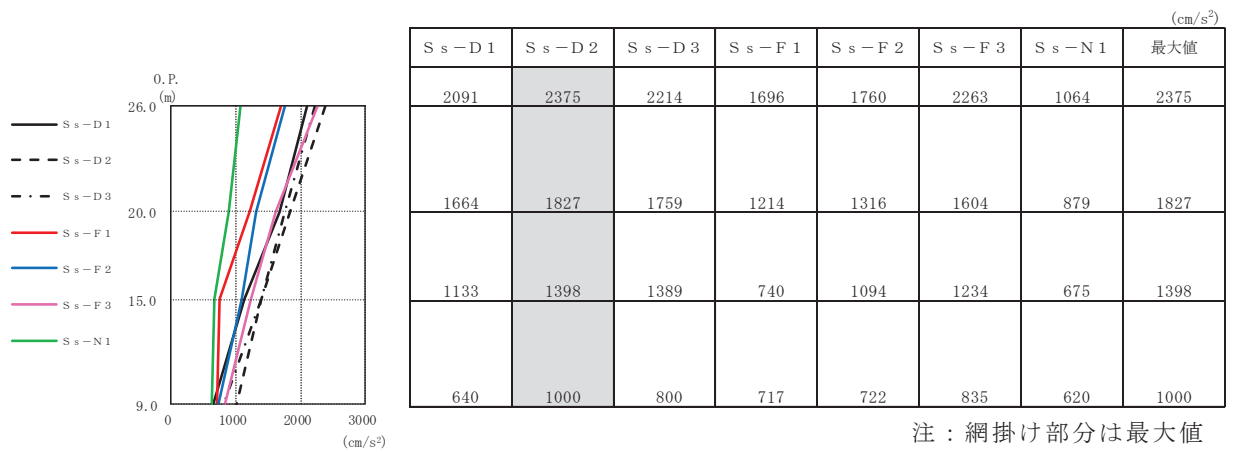 (cm/s²)
Ｓｓ－Ｄ１ Ｓｓ－Ｄ２ Ｓｓ－Ｄ３ Ｓｓ－Ｆ１ Ｓｓ－Ｆ２ Ｓｓ－Ｆ３ Ｓｓ－Ｎ１ 最大値
2091 2375 2214 1696 1760 2263 1064 2375
1664 1827 1759 1214 1316 1604 879 1827
1133 1398 1389 740 1094 1234 675 1398
640 1000 800 717 722 835 620 1000
注：網掛け部分は最大値
O.P.
(m)
26.0
20.0
15.0
9.0
0 1000 2000 3000
(cm/s²)
Ｓｓ－Ｄ１
Ｓｓ－Ｄ２
Ｓｓ－Ｄ３
Ｓｓ－Ｆ１
Ｓｓ－Ｆ２
Ｓｓ－Ｆ３
Ｓｓ－Ｎ１